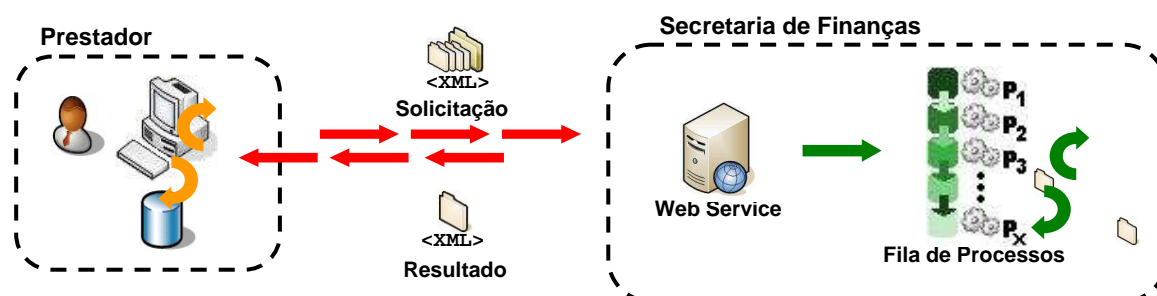 Prestador
Secretaria de Finanças
<XML>
Solicitação
P1
P2
P3
Px
Web Service
Fila de Processos
<XML>
Resultado